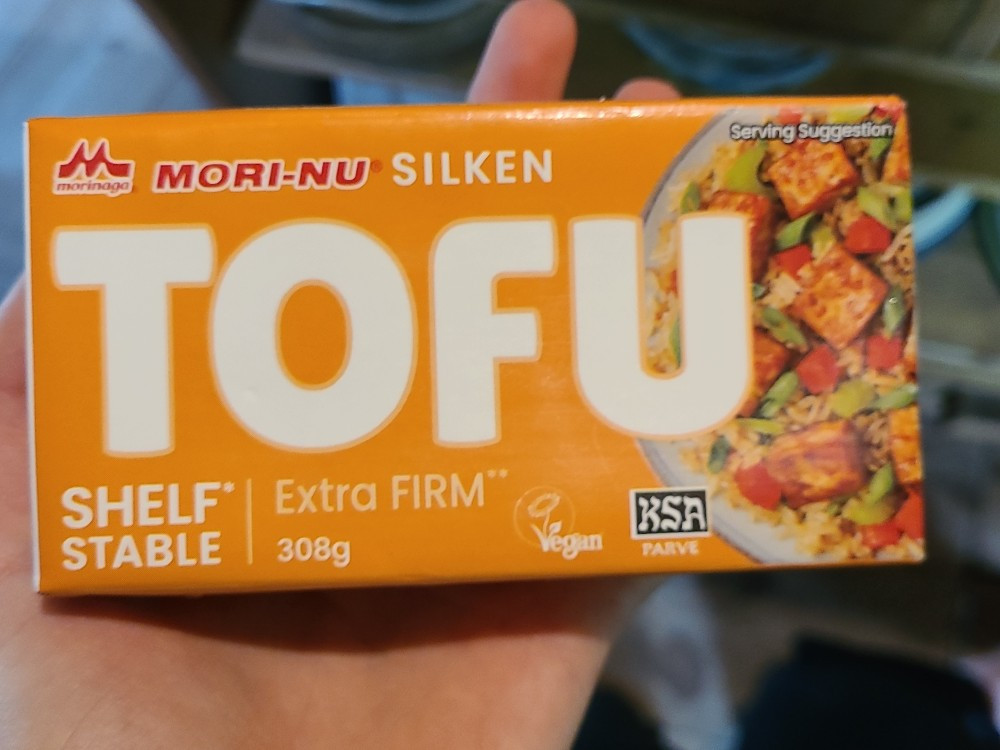 Serving Suggestion
morinaga
MORI-NU® SILKEN
TOFU
SHELF*
STABLE
Extra FIRM**
308g
Vegan
KSA
PARVE